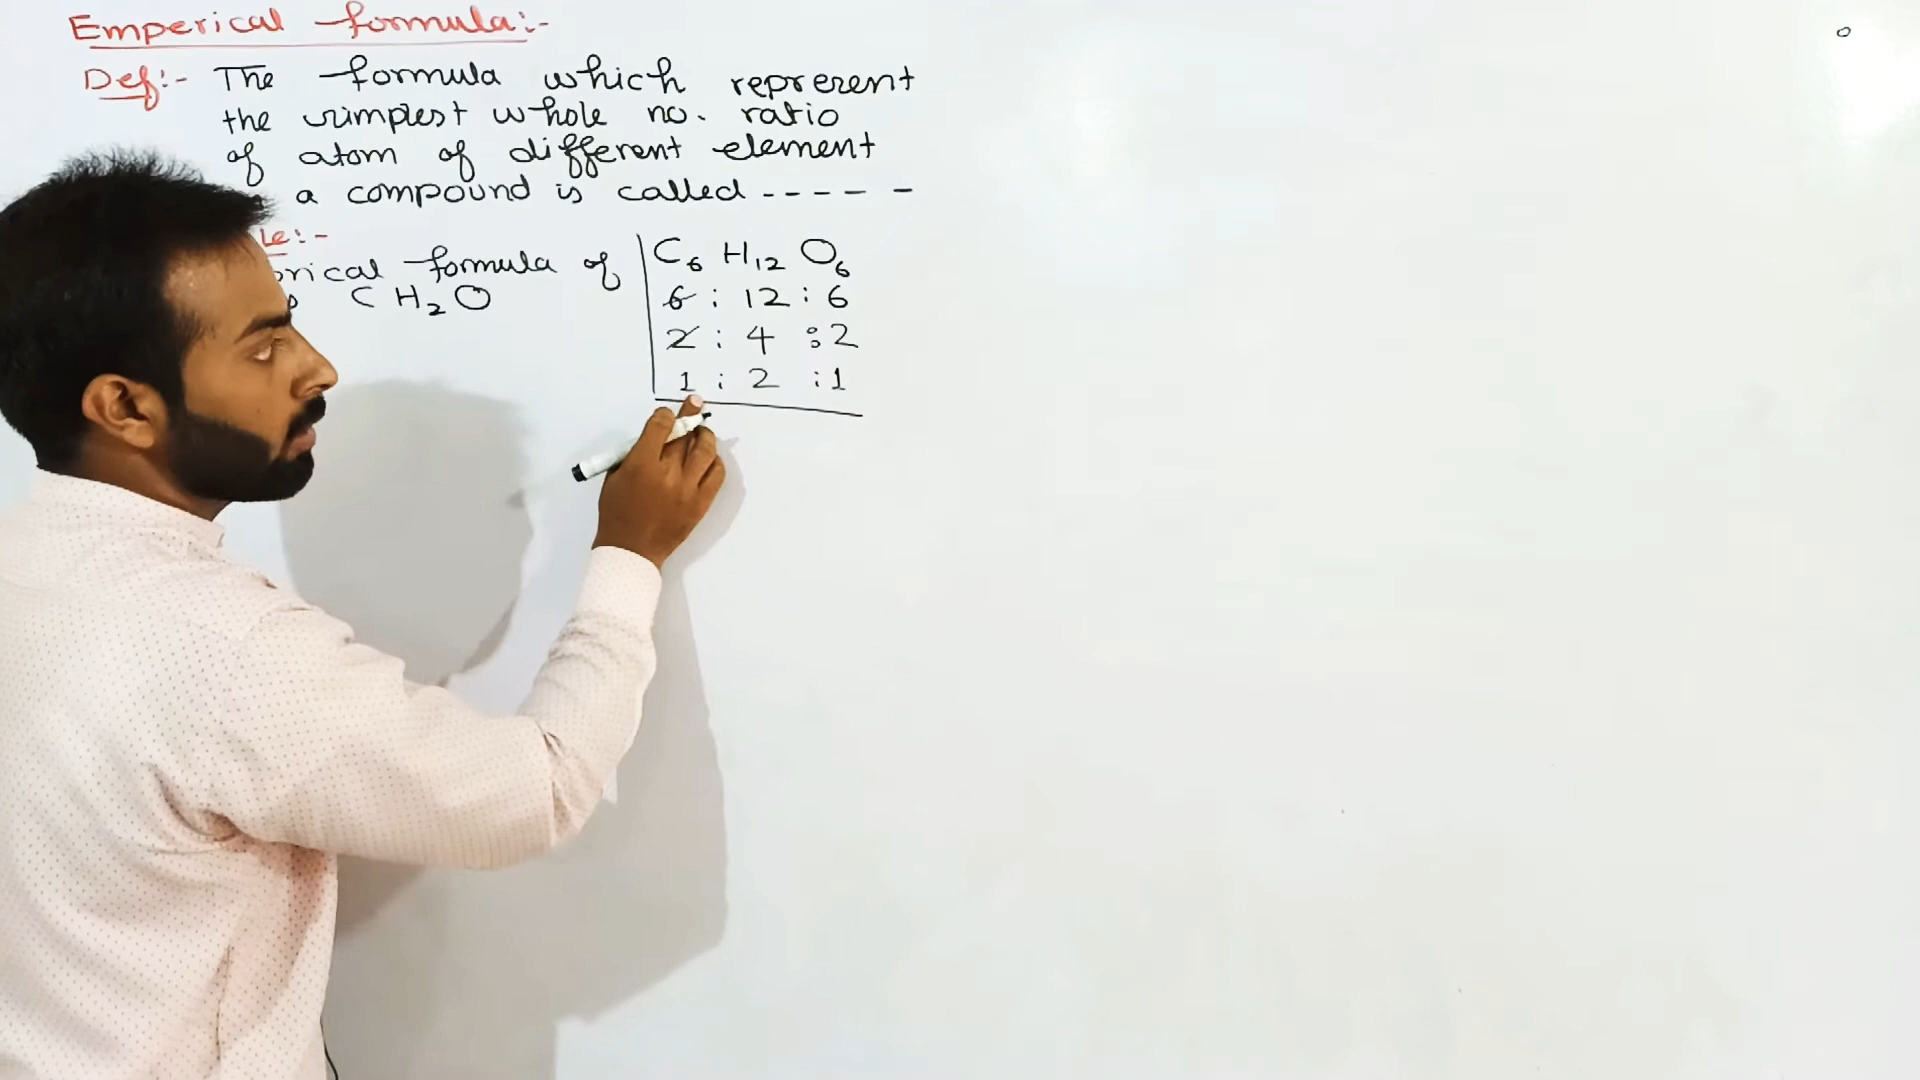 Emperical formula:-
Def:- The formula which represent
the simplest whole no. ratio
of atom of different element
a compound is called - - - - -
le:-
rical formula of
C H2 O
C6 H12 O6
6 : 12 : 6
2 : 4 : 2
1 : 2 : 1